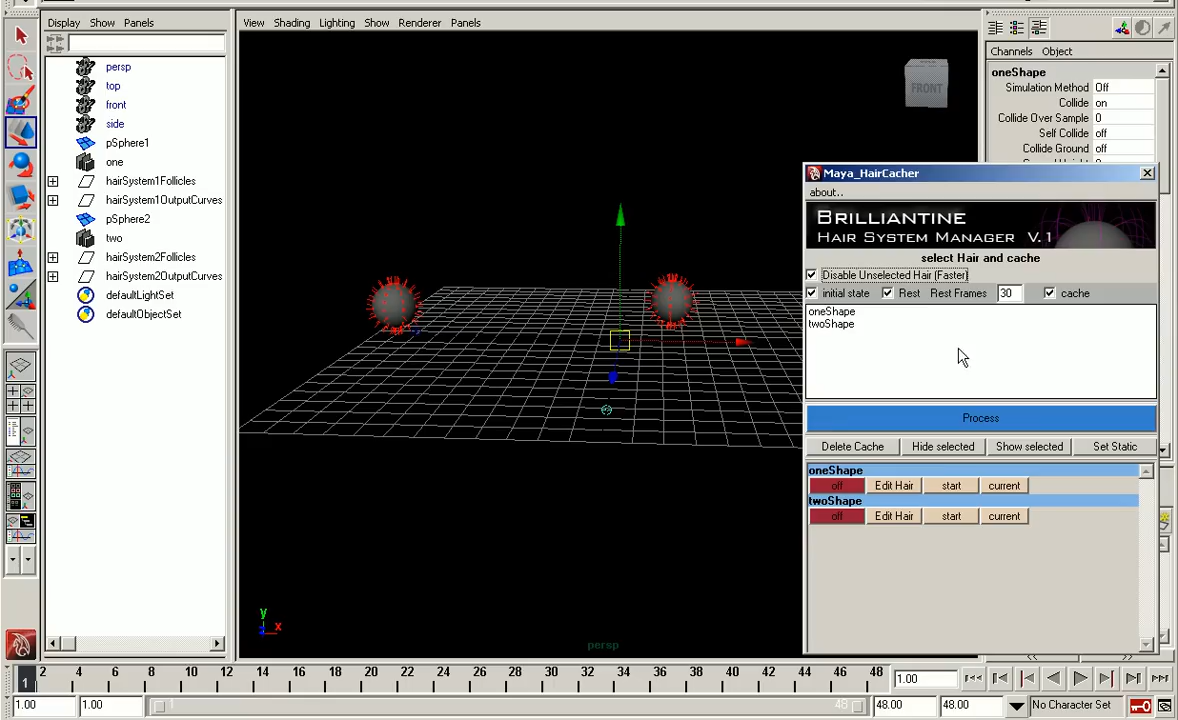 Display Show Panels
View Shading Lighting Show Renderer Panels
persp
top
front
side
pSphere1
one
hairSystem1Follicles
hairSystem1OutputCurves
pSphere2
two
hairSystem2Follicles
hairSystem2OutputCurves
defaultLightSet
defaultObjectSet
FRONT
y
z x
persp
Channels Object
oneShape
Simulation Method Off
Collide on
Collide Over Sample 0
Self Collide off
Collide Ground off
Maya_HairCacher
about..
BRILLIANTINE
HAIR SYSTEM MANAGER V.1
select Hair and cache
Disable Unselected Hair (Faster)
initial state Rest Rest Frames 30 cache
oneShape
twoShape
Process
Delete Cache Hide selected Show selected Set Static
oneShape
off Edit Hair start current
twoShape
off Edit Hair start current
1 2 4 6 8 10 12 14 16 18 20 22 24 26 28 30 32 34 36 38 40 42 44 46 48 1.00
1.00 1.00 1 48 48.00 48.00 No Character Set